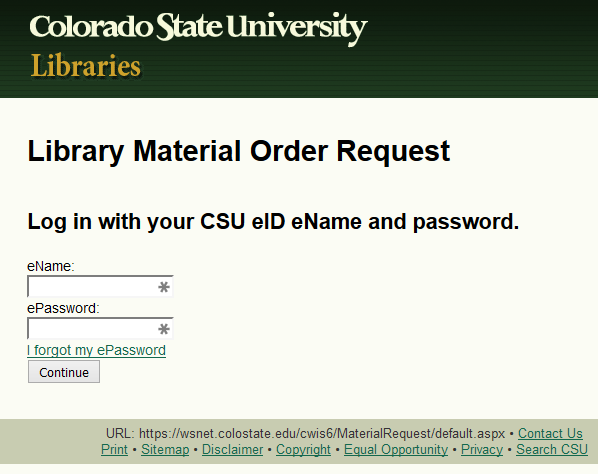 Colorado State University
Libraries
Library Material Order Request
Log in with your CSU eID eName and password.
eName:
ePassword:
I forgot my ePassword
Continue
URL: https://wsnet.colostate.edu/cwis6/MaterialRequest/default.aspx • Contact Us
Print • Sitemap • Disclaimer • Copyright • Equal Opportunity • Privacy • Search CSU